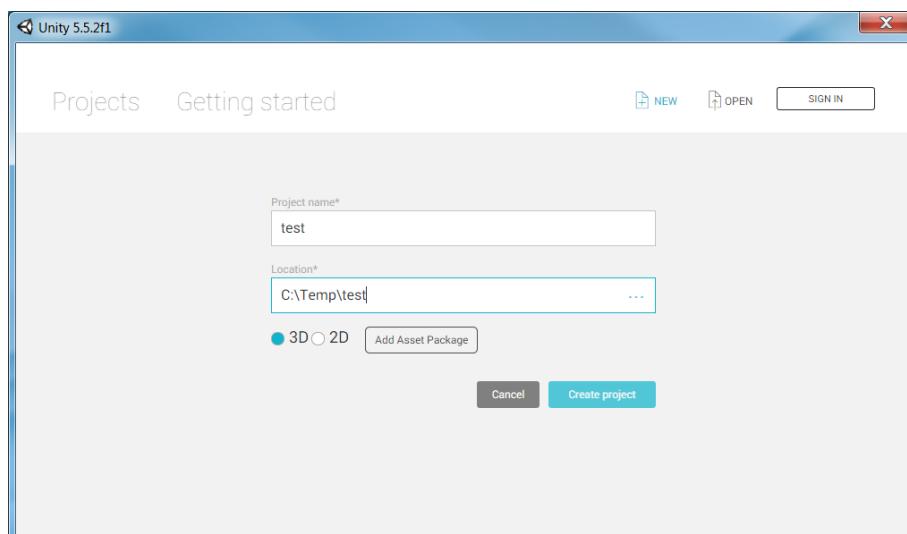 Unity 5.5.2f1
Projects Getting started NEW OPEN SIGN IN
Project name*
test
Location*
C:\Temp\test ...
3D 2D Add Asset Package
Cancel Create project